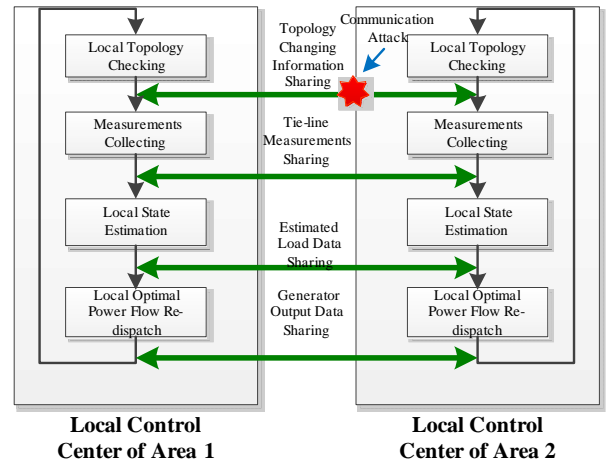 Topology
Changing
Information
Sharing
Communication
Attack
Local Topology
Checking
Local Topology
Checking
Measurements
Collecting
Tie-line
Measurements
Sharing
Measurements
Collecting
Local State
Estimation
Estimated
Load Data
Sharing
Local State
Estimation
Local Optimal
Power Flow Re-
dispatch
Generator
Output Data
Sharing
Local Optimal
Power Flow Re-
dispatch
Local Control
Center of Area 1
Local Control
Center of Area 2